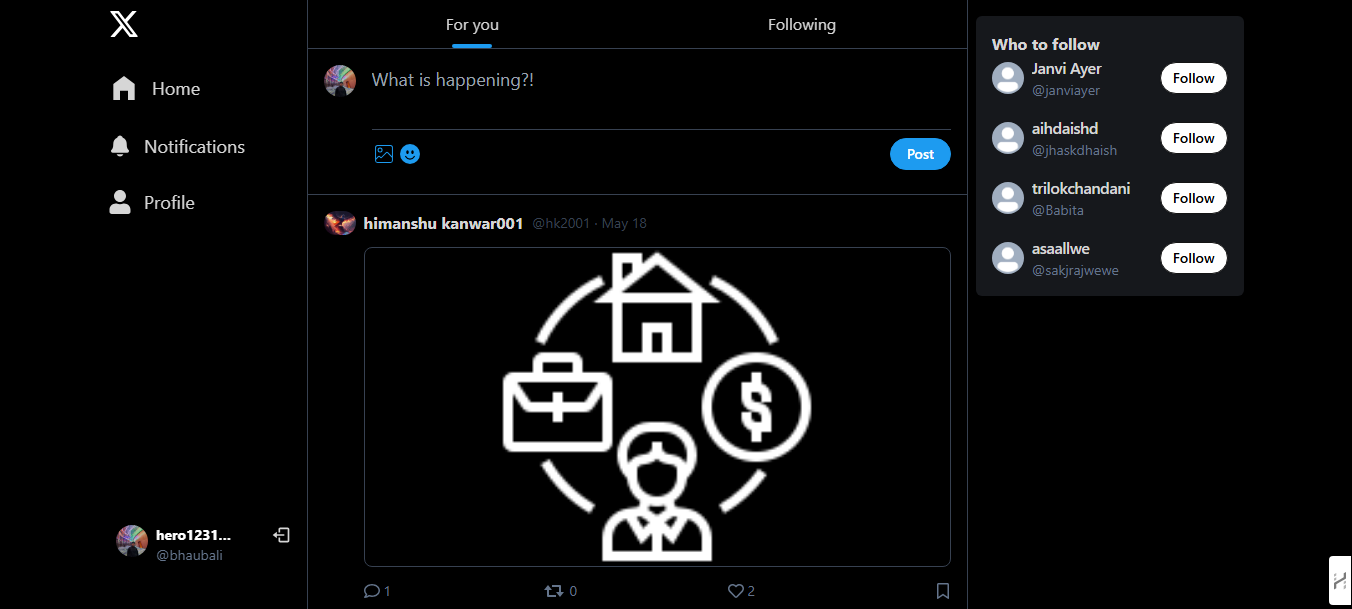 Home
Notifications
Profile
hero1231...
@bhaubali
For you
Following
What is happening?!
Post
himanshu kanwar001 @hk2001 · May 18
$
1
0
2
Who to follow
Janvi Ayer
@janviayer
Follow
aihdaishd
@jhaskdhaish
Follow
trilokchandani
@Babita
Follow
asaallwe
@sakjrajwewe
Follow